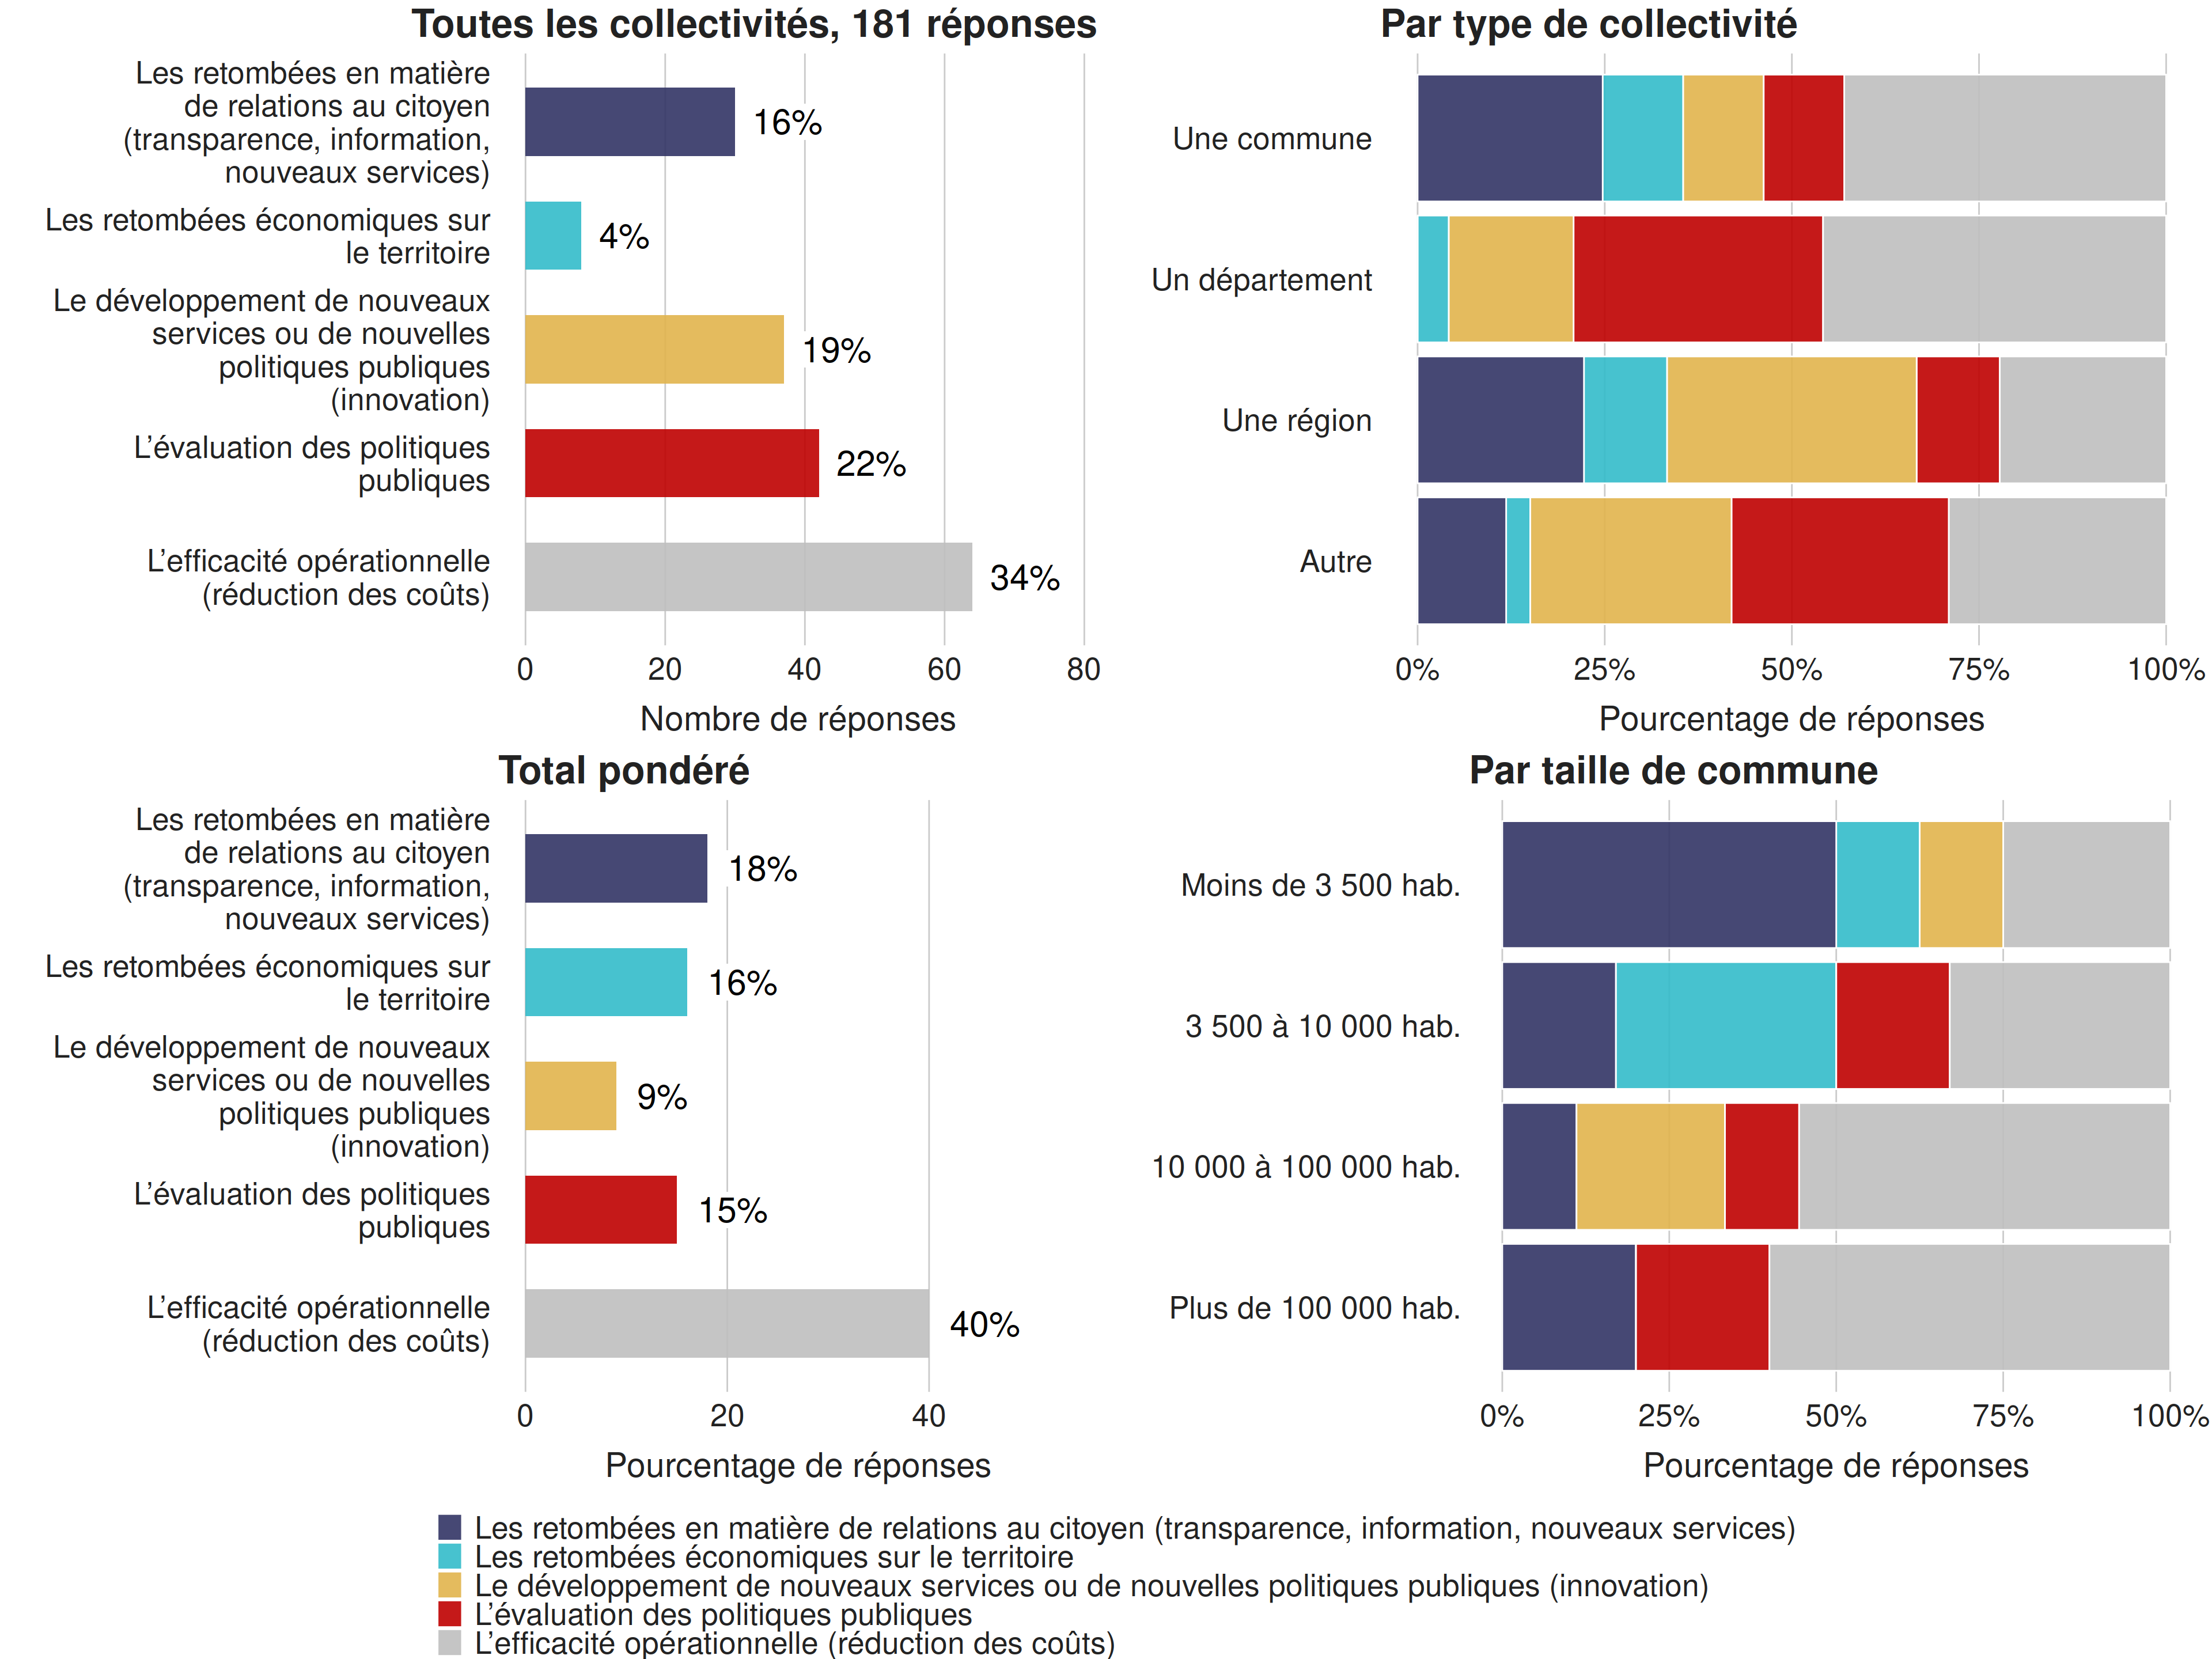 Toutes les collectivités, 181 réponses
Les retombées en matière
de relations au citoyen
(transparence, information,
nouveaux services)
16%
Les retombées économiques sur
le territoire
4%
Le développement de nouveaux
services ou de nouvelles
politiques publiques
(innovation)
19%
L’évaluation des politiques
publiques
22%
L’efficacité opérationnelle
(réduction des coûts)
34%
0 20 40 60 80
Nombre de réponses
Par type de collectivité
Une commune
Un département
Une région
Autre
0% 25% 50% 75% 100%
Pourcentage de réponses
Total pondéré
Les retombées en matière
de relations au citoyen
(transparence, information,
nouveaux services)
18%
Les retombées économiques sur
le territoire
16%
Le développement de nouveaux
services ou de nouvelles
politiques publiques
(innovation)
9%
L’évaluation des politiques
publiques
15%
L’efficacité opérationnelle
(réduction des coûts)
40%
0 20 40
Pourcentage de réponses
Par taille de commune
Moins de 3 500 hab.
3 500 à 10 000 hab.
10 000 à 100 000 hab.
Plus de 100 000 hab.
0% 25% 50% 75% 100%
Pourcentage de réponses
Les retombées en matière de relations au citoyen (transparence, information, nouveaux services)
Les retombées économiques sur le territoire
Le développement de nouveaux services ou de nouvelles politiques publiques (innovation)
L’évaluation des politiques publiques
L’efficacité opérationnelle (réduction des coûts)